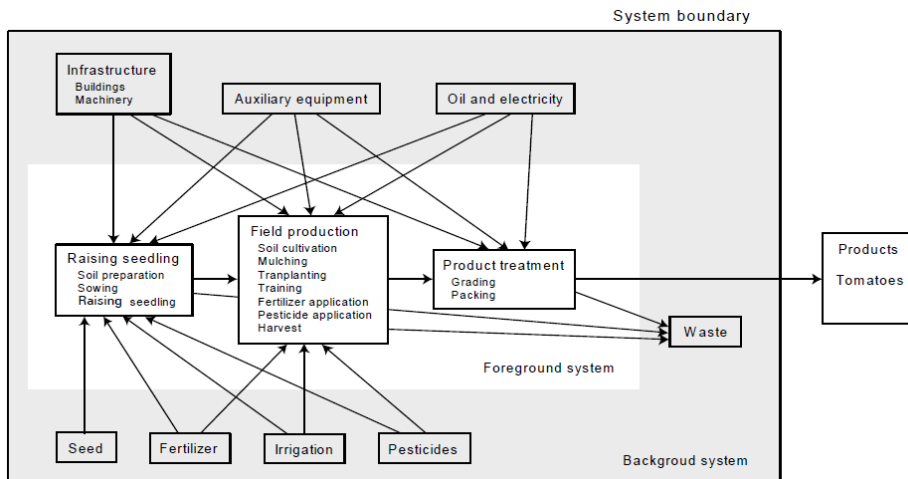 System boundary
Infrastructure
Buildings
Machinery
Auxiliary equipment
Oil and electricity
Raising seedling
Soil preparation
Sowing
Raising seedling
Field production
Soil cultivation
Mulching
Tranplanting
Training
Fertilizer application
Pesticide application
Harvest
Product treatment
Grading
Packing
Products
Tomatoes
Waste
Foreground system
Seed
Fertilizer
Irrigation
Pesticides
Backgroud system